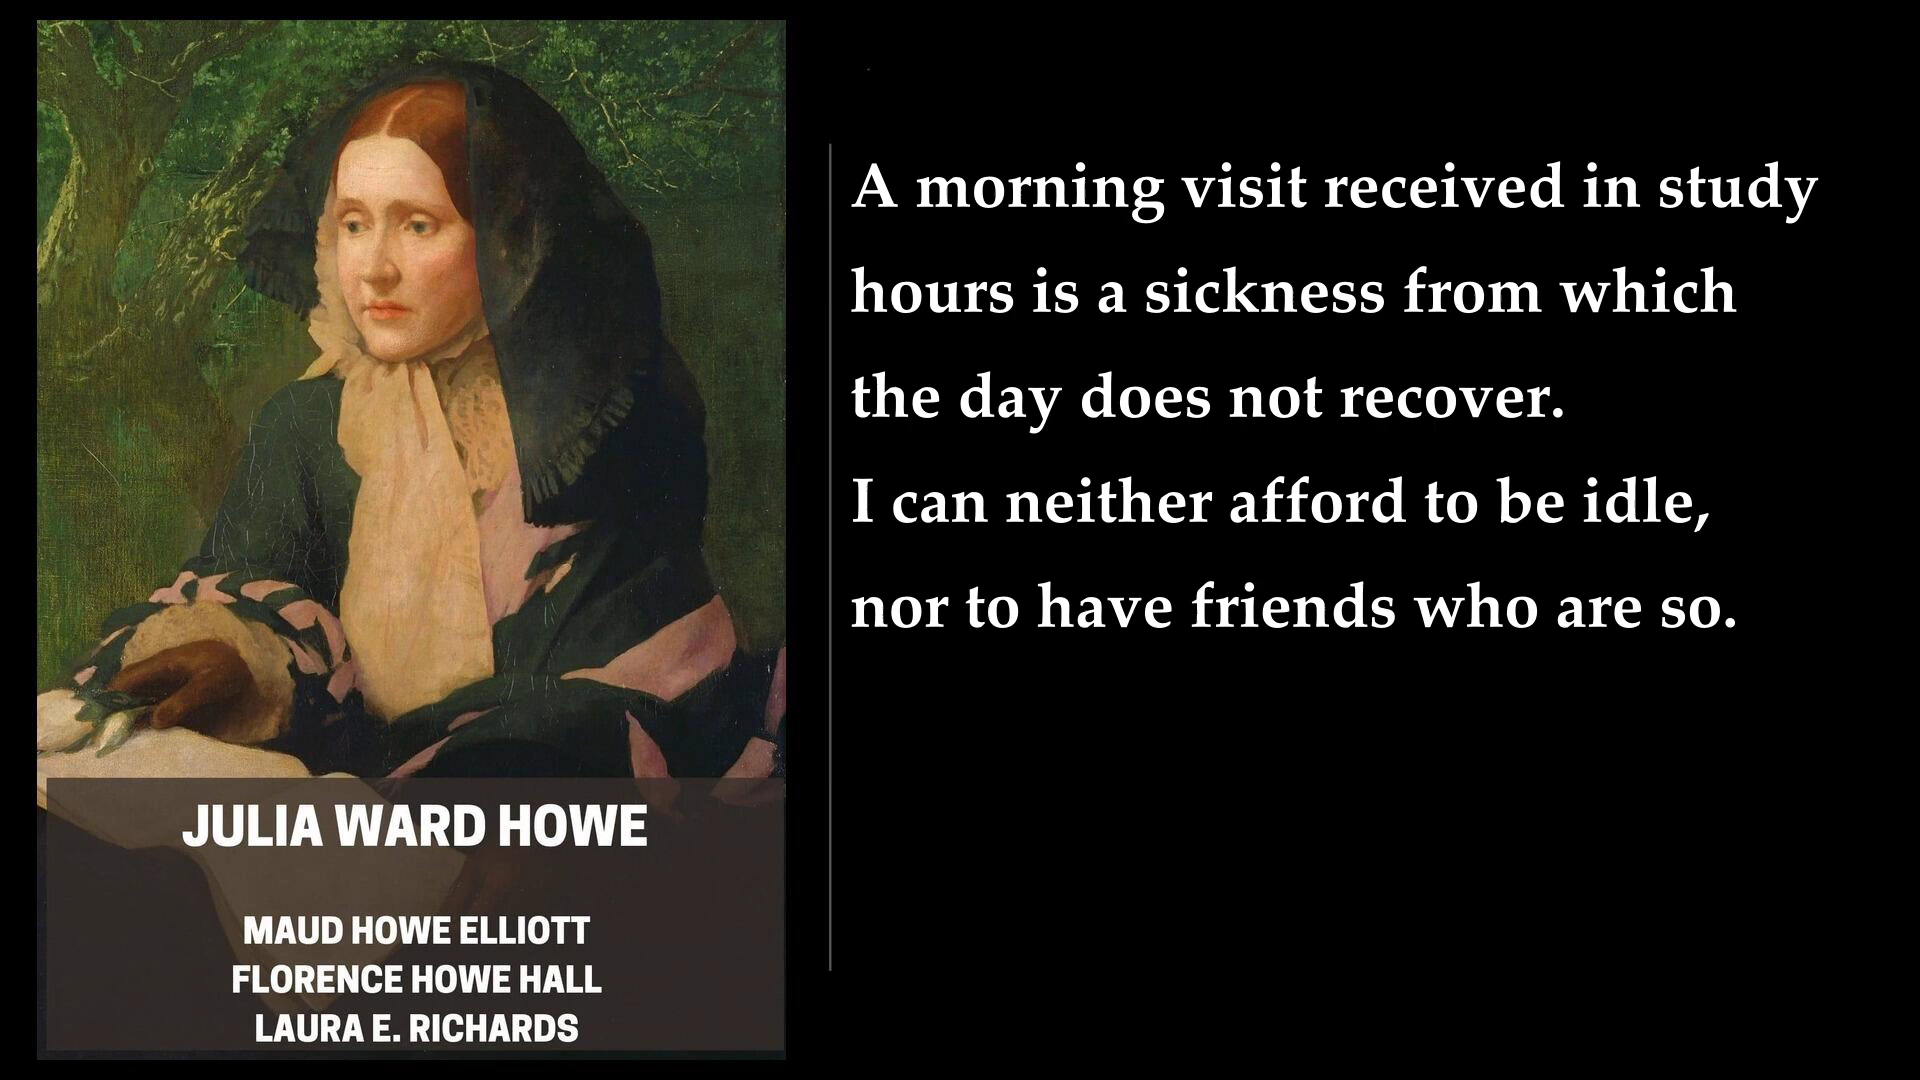 JULIA WARD HOWE
MAUD HOWE ELLIOTT
FLORENCE HOWE HALL
LAURA E. RICHARDS
A morning visit received in study
hours is a sickness from which
the day does not recover.
I can neither afford to be idle,
nor to have friends who are so.